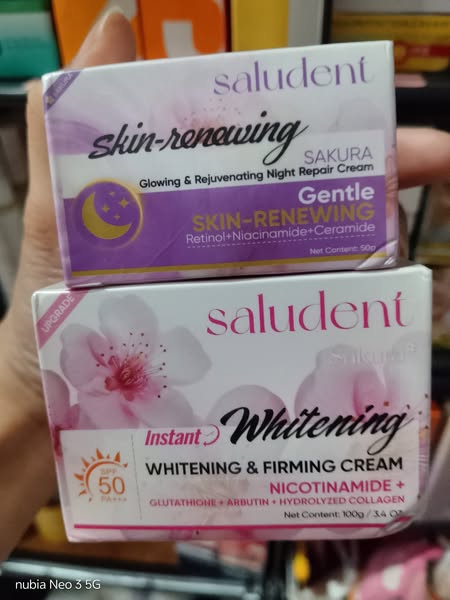 saludent
skin-renewing
SAKURA
Glowing & Rejuvenating Night Repair Cream
Gentle
SKIN-RENEWING
Retinol+Niacinamide+Ceramide
Net Content: 50g
UPGRADE
saludent
Sakura
Instant Whitening
SPF
50
PA+++
WHITENING & FIRMING CREAM
NICOTINAMIDE +
GLUTATHIONE + ARBUTIN + HYDROLYZED COLLAGEN
Net Content: 100g / 3.4 OZ
nubia Neo 3 5G